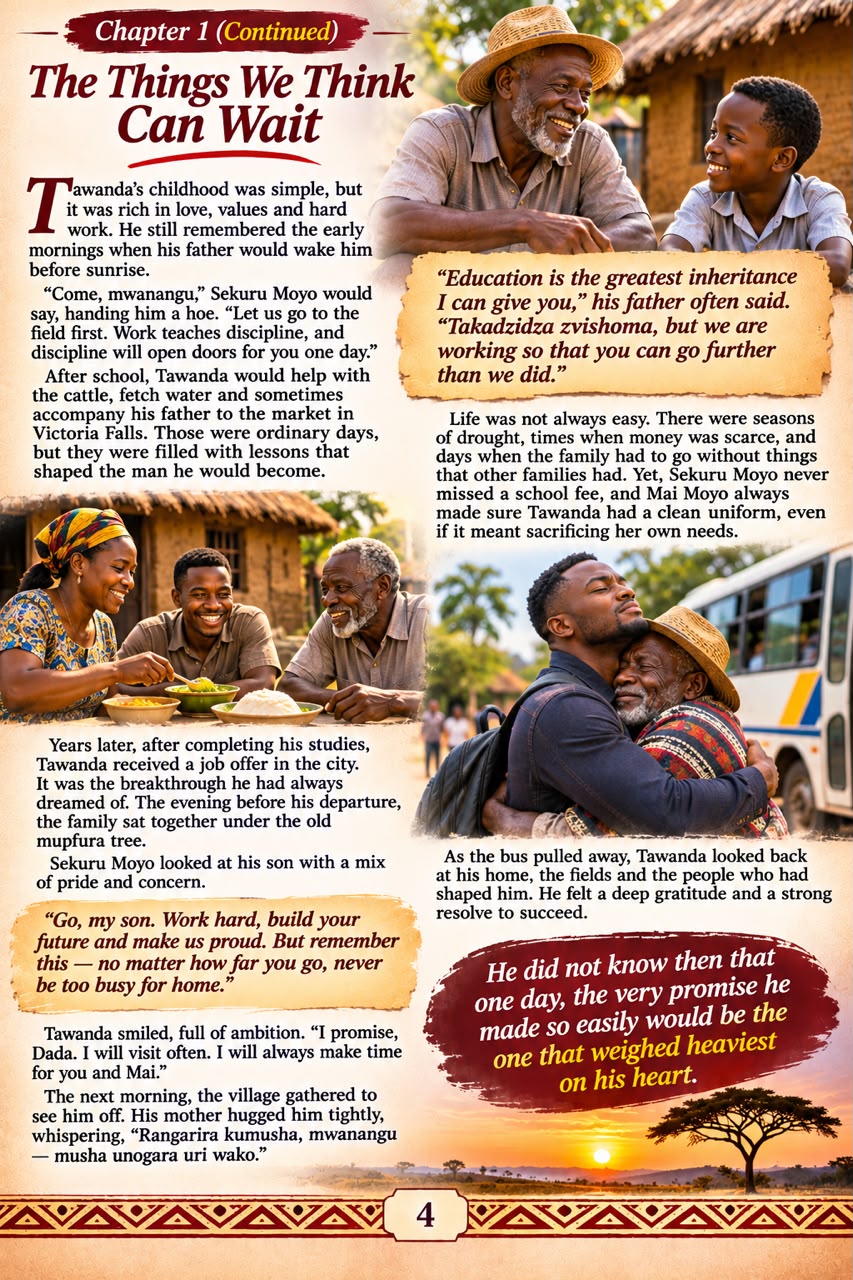 Chapter 1 (Continued)
The Things We Think
Can Wait
Tawanda's childhood was simple, but
it was rich in love, values and hard
work. He still remembered the early
mornings when his father would wake him
before sunrise.
“Come, mwanangu,” Sekuru Moyo would
say, handing him a hoe. “Let us go to the
field first. Work teaches discipline, and
discipline will open doors for you one day.”
After school, Tawanda would help with
the cattle, fetch water and sometimes
accompany his father to the market in
Victoria Falls. Those were ordinary days,
but they were filled with lessons that
shaped the man he would become.
“Education is the greatest inheritance
I can give you,” his father often said.
“Takadzidza zvishoma, but we are
working so that you can go further
than we did.”
Life was not always easy. There were seasons
of drought, times when money was scarce, and
days when the family had to go without things
that other families had. Yet, Sekuru Moyo never
missed a school fee, and Mai Moyo always
made sure Tawanda had a clean uniform, even
if it meant sacrificing her own needs.
Years later, after completing his studies,
Tawanda received a job offer in the city.
It was the breakthrough he had always
dreamed of. The evening before his departure,
the family sat together under the old
mupfura tree.
Sekuru Moyo looked at his son with a mix
of pride and concern.
“Go, my son. Work hard, build your
future and make us proud. But remember
this — no matter how far you go, never
be too busy for home.”
Tawanda smiled, full of ambition. “I promise,
Dada. I will visit often. I will always make time
for you and Mai.”
The next morning, the village gathered to
see him off. His mother hugged him tightly,
whispering, “Rangarira kumusha, mwanangu
— musha unogara uri wako.”
As the bus pulled away, Tawanda looked back
at his home, the fields and the people who had
shaped him. He felt a deep gratitude and a strong
resolve to succeed.
He did not know then that
one day, the very promise he
made so easily would be the
one that weighed heaviest
on his heart.
4